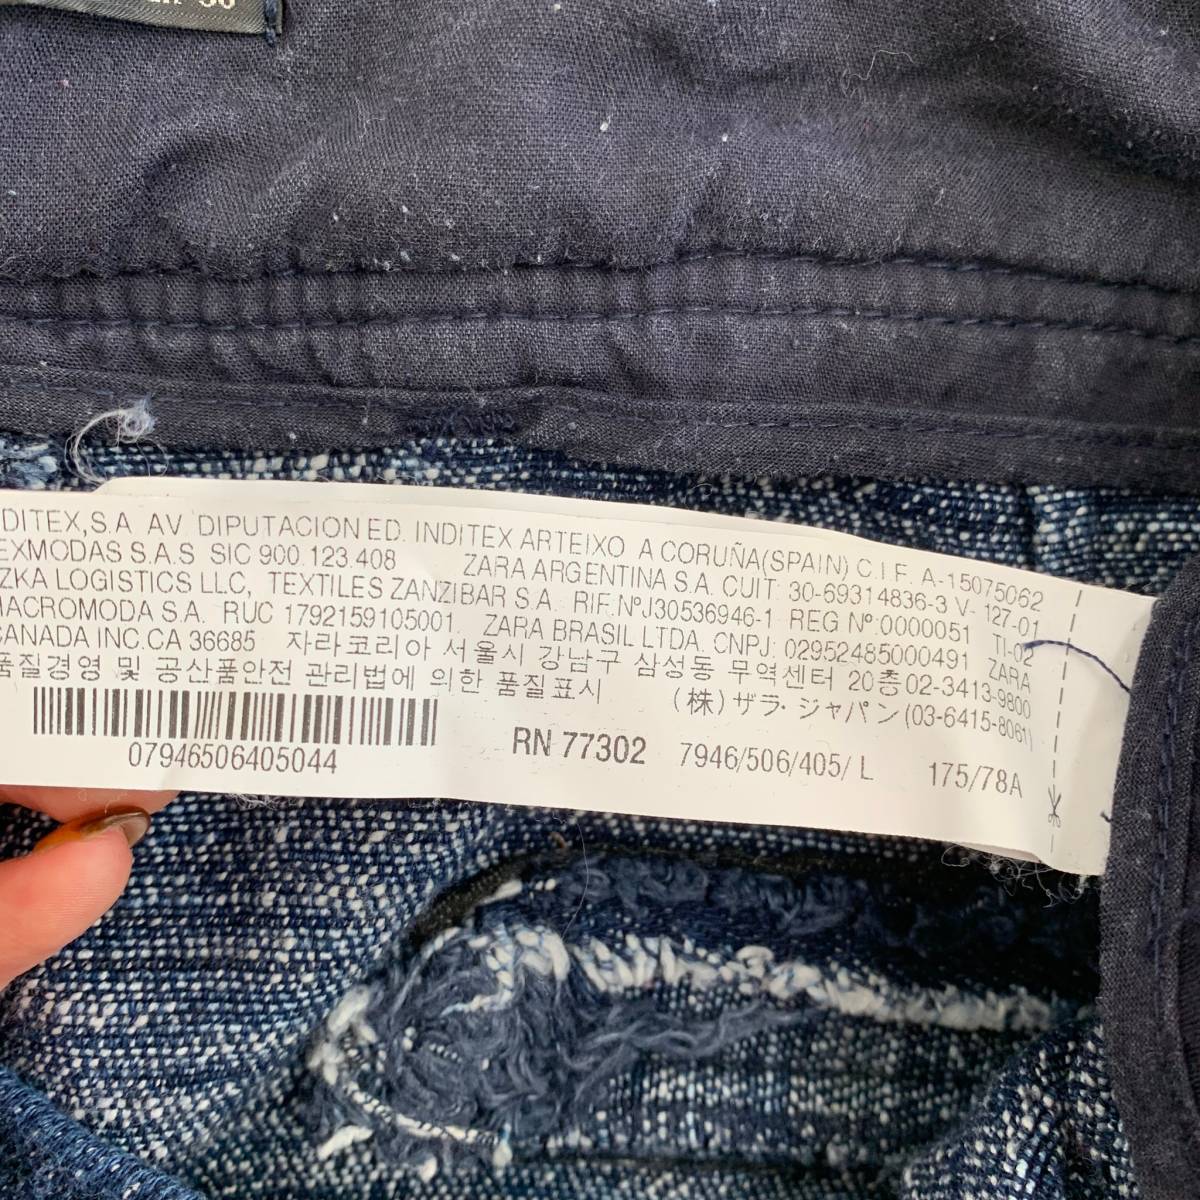 DITEX,S.A. AV. DIPUTACION ED. INDITEX ARTEIXO A CORUÑA(SPAIN) C.I.F. A-15075062
EXMODAS S.A.S SIC 900.123.408 ZARA ARGENTINA S.A. CUIT: 30-69314836-3 V-127-01
ZKA LOGISTICS LLC, TEXTILES ZANZIBAR S.A. RIF.NºJ30536946-1 REG Nº:0000051 TI-02
MACROMODA S.A. RUC 1792159105001, ZARA BRASIL LTDA. CNPJ: 02952485000491 ZARA
CANADA INC.CA 36685 자라코리아 서울시 강남구 삼성동 무역센터 20층 02-3413-9800
품질경영 및 공산품안전 관리법에 의한 품질표시 (株)ザラ・ジャパン(03-6415-8061)
07946506405044
RN 77302 7946/506/405/ L 175/78A